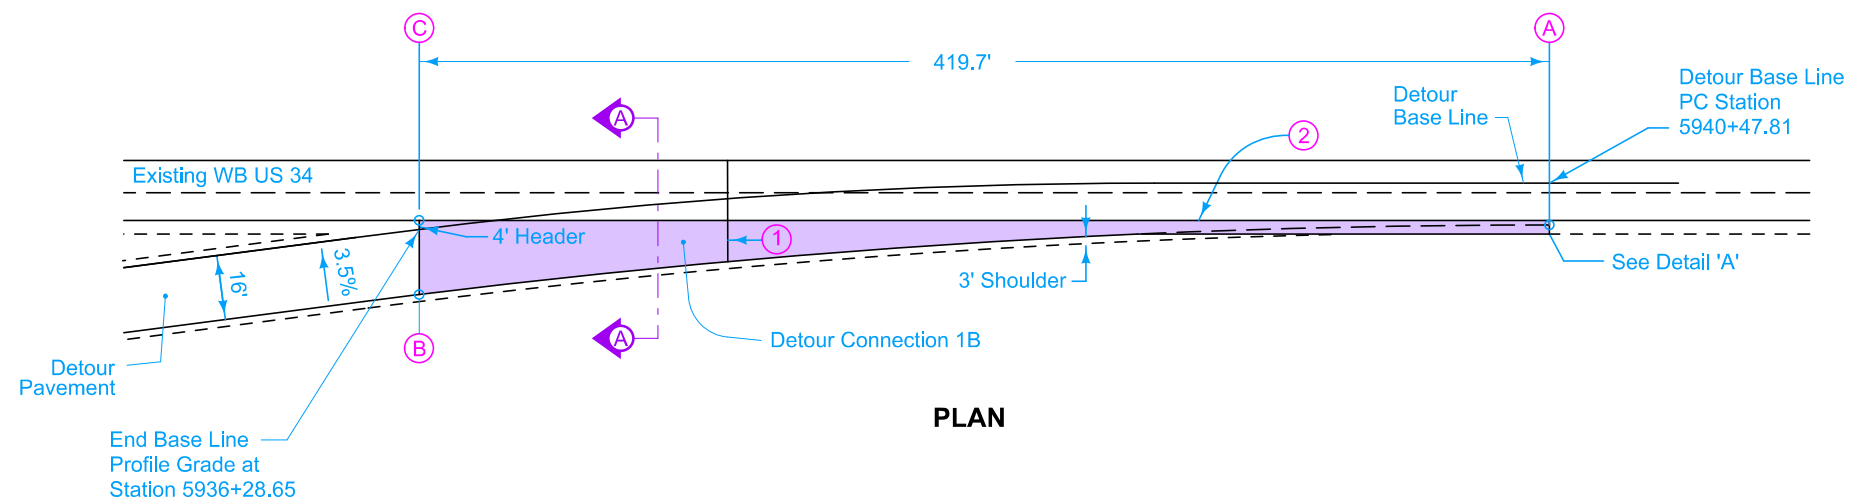 C
A
419.7'
Detour Base Line
PC Station
5940+47.81
Detour
Base Line
A
2
Existing WB US 34
4' Header
1
3.5%
16'
3' Shoulder
See Detail 'A'
A
Detour Connection 1B
B
Detour
Pavement
PLAN
End Base Line
Profile Grade at
Station 5936+28.65